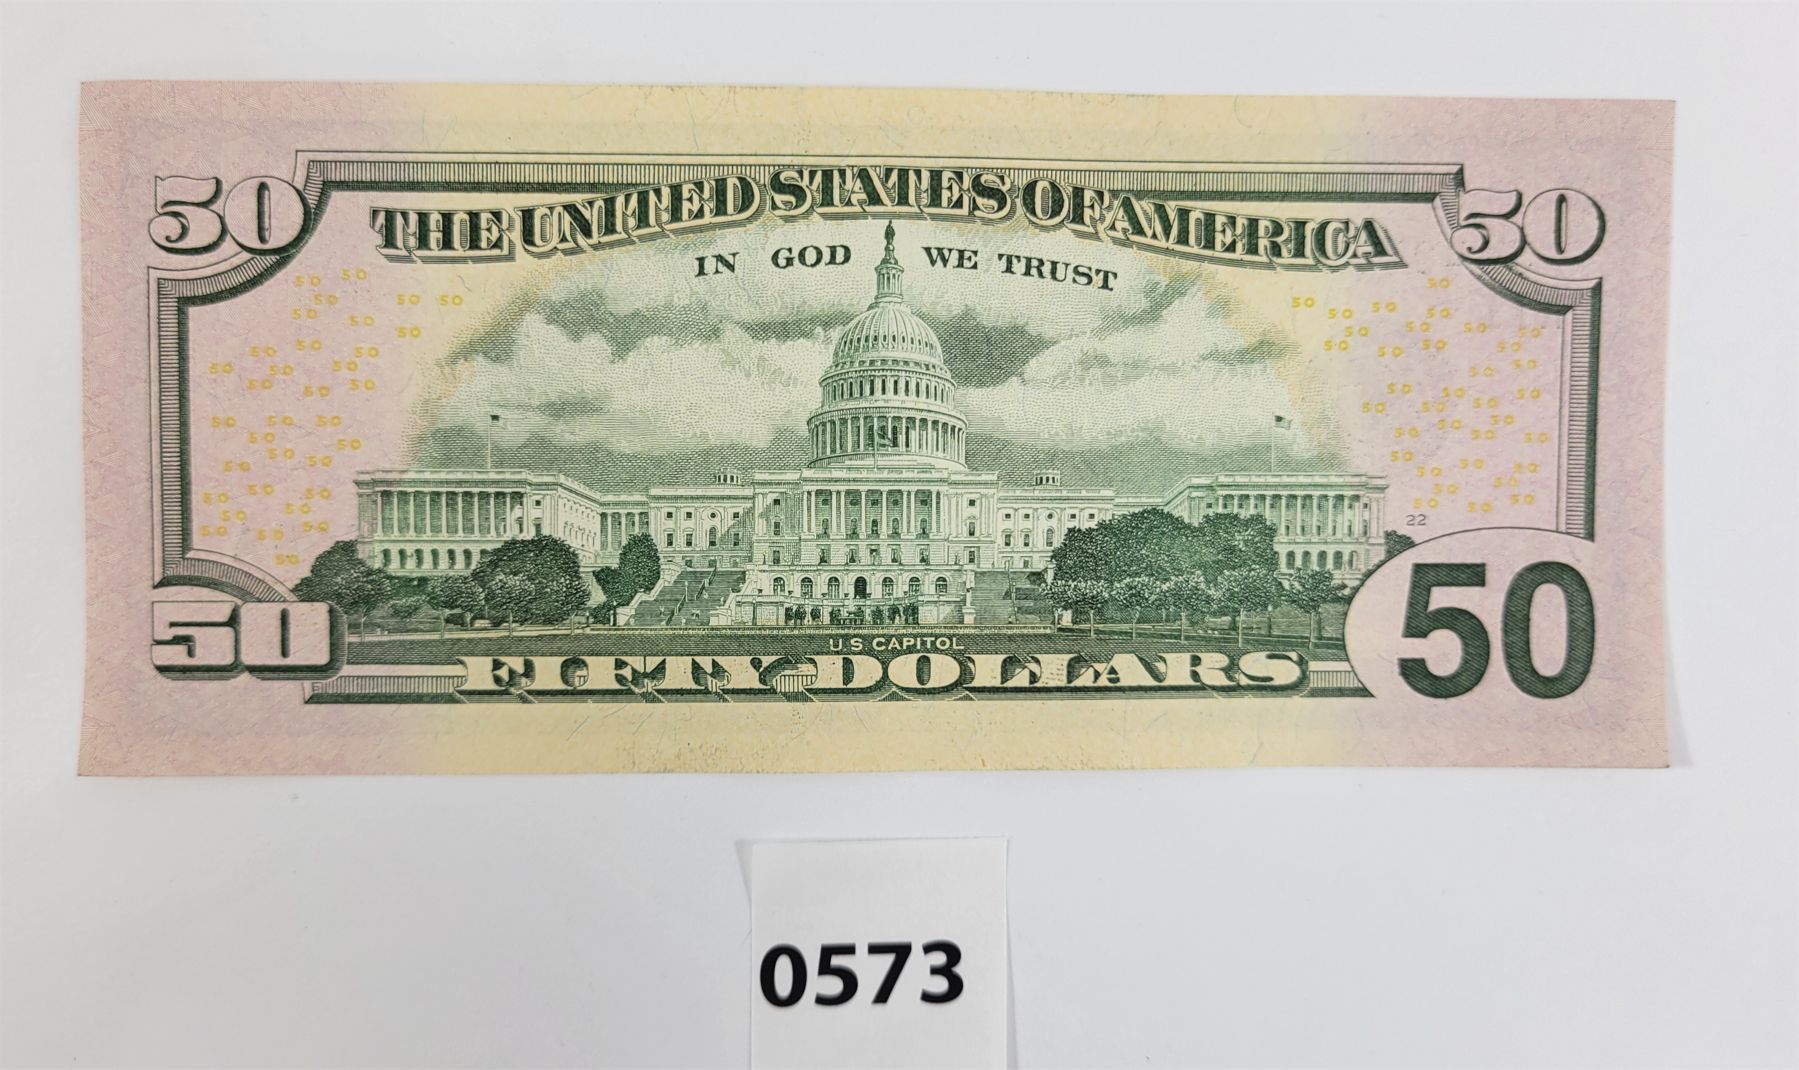 THE UNITED STATES OF AMERICA
50 50
IN GOD WE TRUST
22
50 50
U.S. CAPITOL
FIFTY DOLLARS
0573